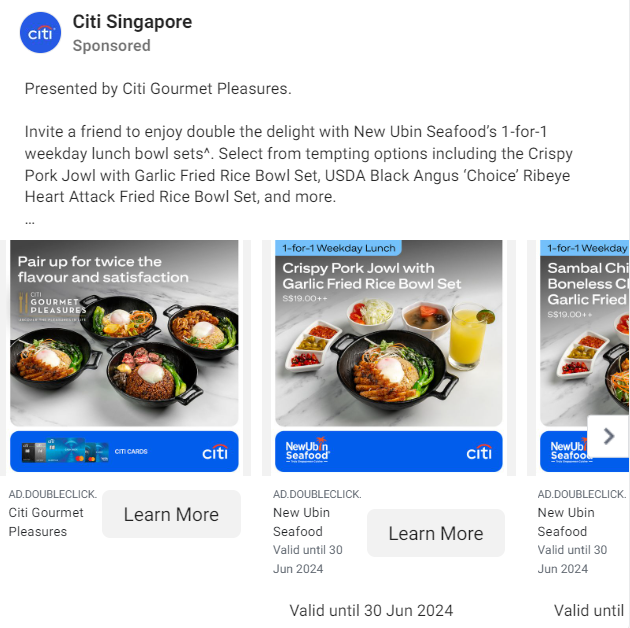 citi
Citi Singapore
Sponsored
Presented by Citi Gourmet Pleasures.
Invite a friend to enjoy double the delight with New Ubin Seafood's 1-for-1
weekday lunch bowl sets^. Select from tempting options including the Crispy
Pork Jowl with Garlic Fried Rice Bowl Set, USDA Black Angus ‘Choice’ Ribeye
Heart Attack Fried Rice Bowl Set, and more.
...
Pair up for twice the
flavour and satisfaction
CITI
GOURMET
PLEASURES
CITI CARDS
citi
AD.DOUBLECLICK.
Citi Gourmet
Pleasures
Learn More
1-for-1 Weekday Lunch
Crispy Pork Jowl with
Garlic Fried Rice Bowl Set
S$19.00++
NewUbin
Seafood
citi
AD.DOUBLECLICK.
New Ubin
Seafood
Valid until 30
Jun 2024
Learn More
Valid until 30 Jun 2024
1-for-1 Weekday
Sambal Chi
Boneless C
Garlic Fried
S$19.00++
NewUb
Seafood
AD.DOUBLECLICK.
New Ubin
Seafood
Valid until 30
Jun 2024
Valid until